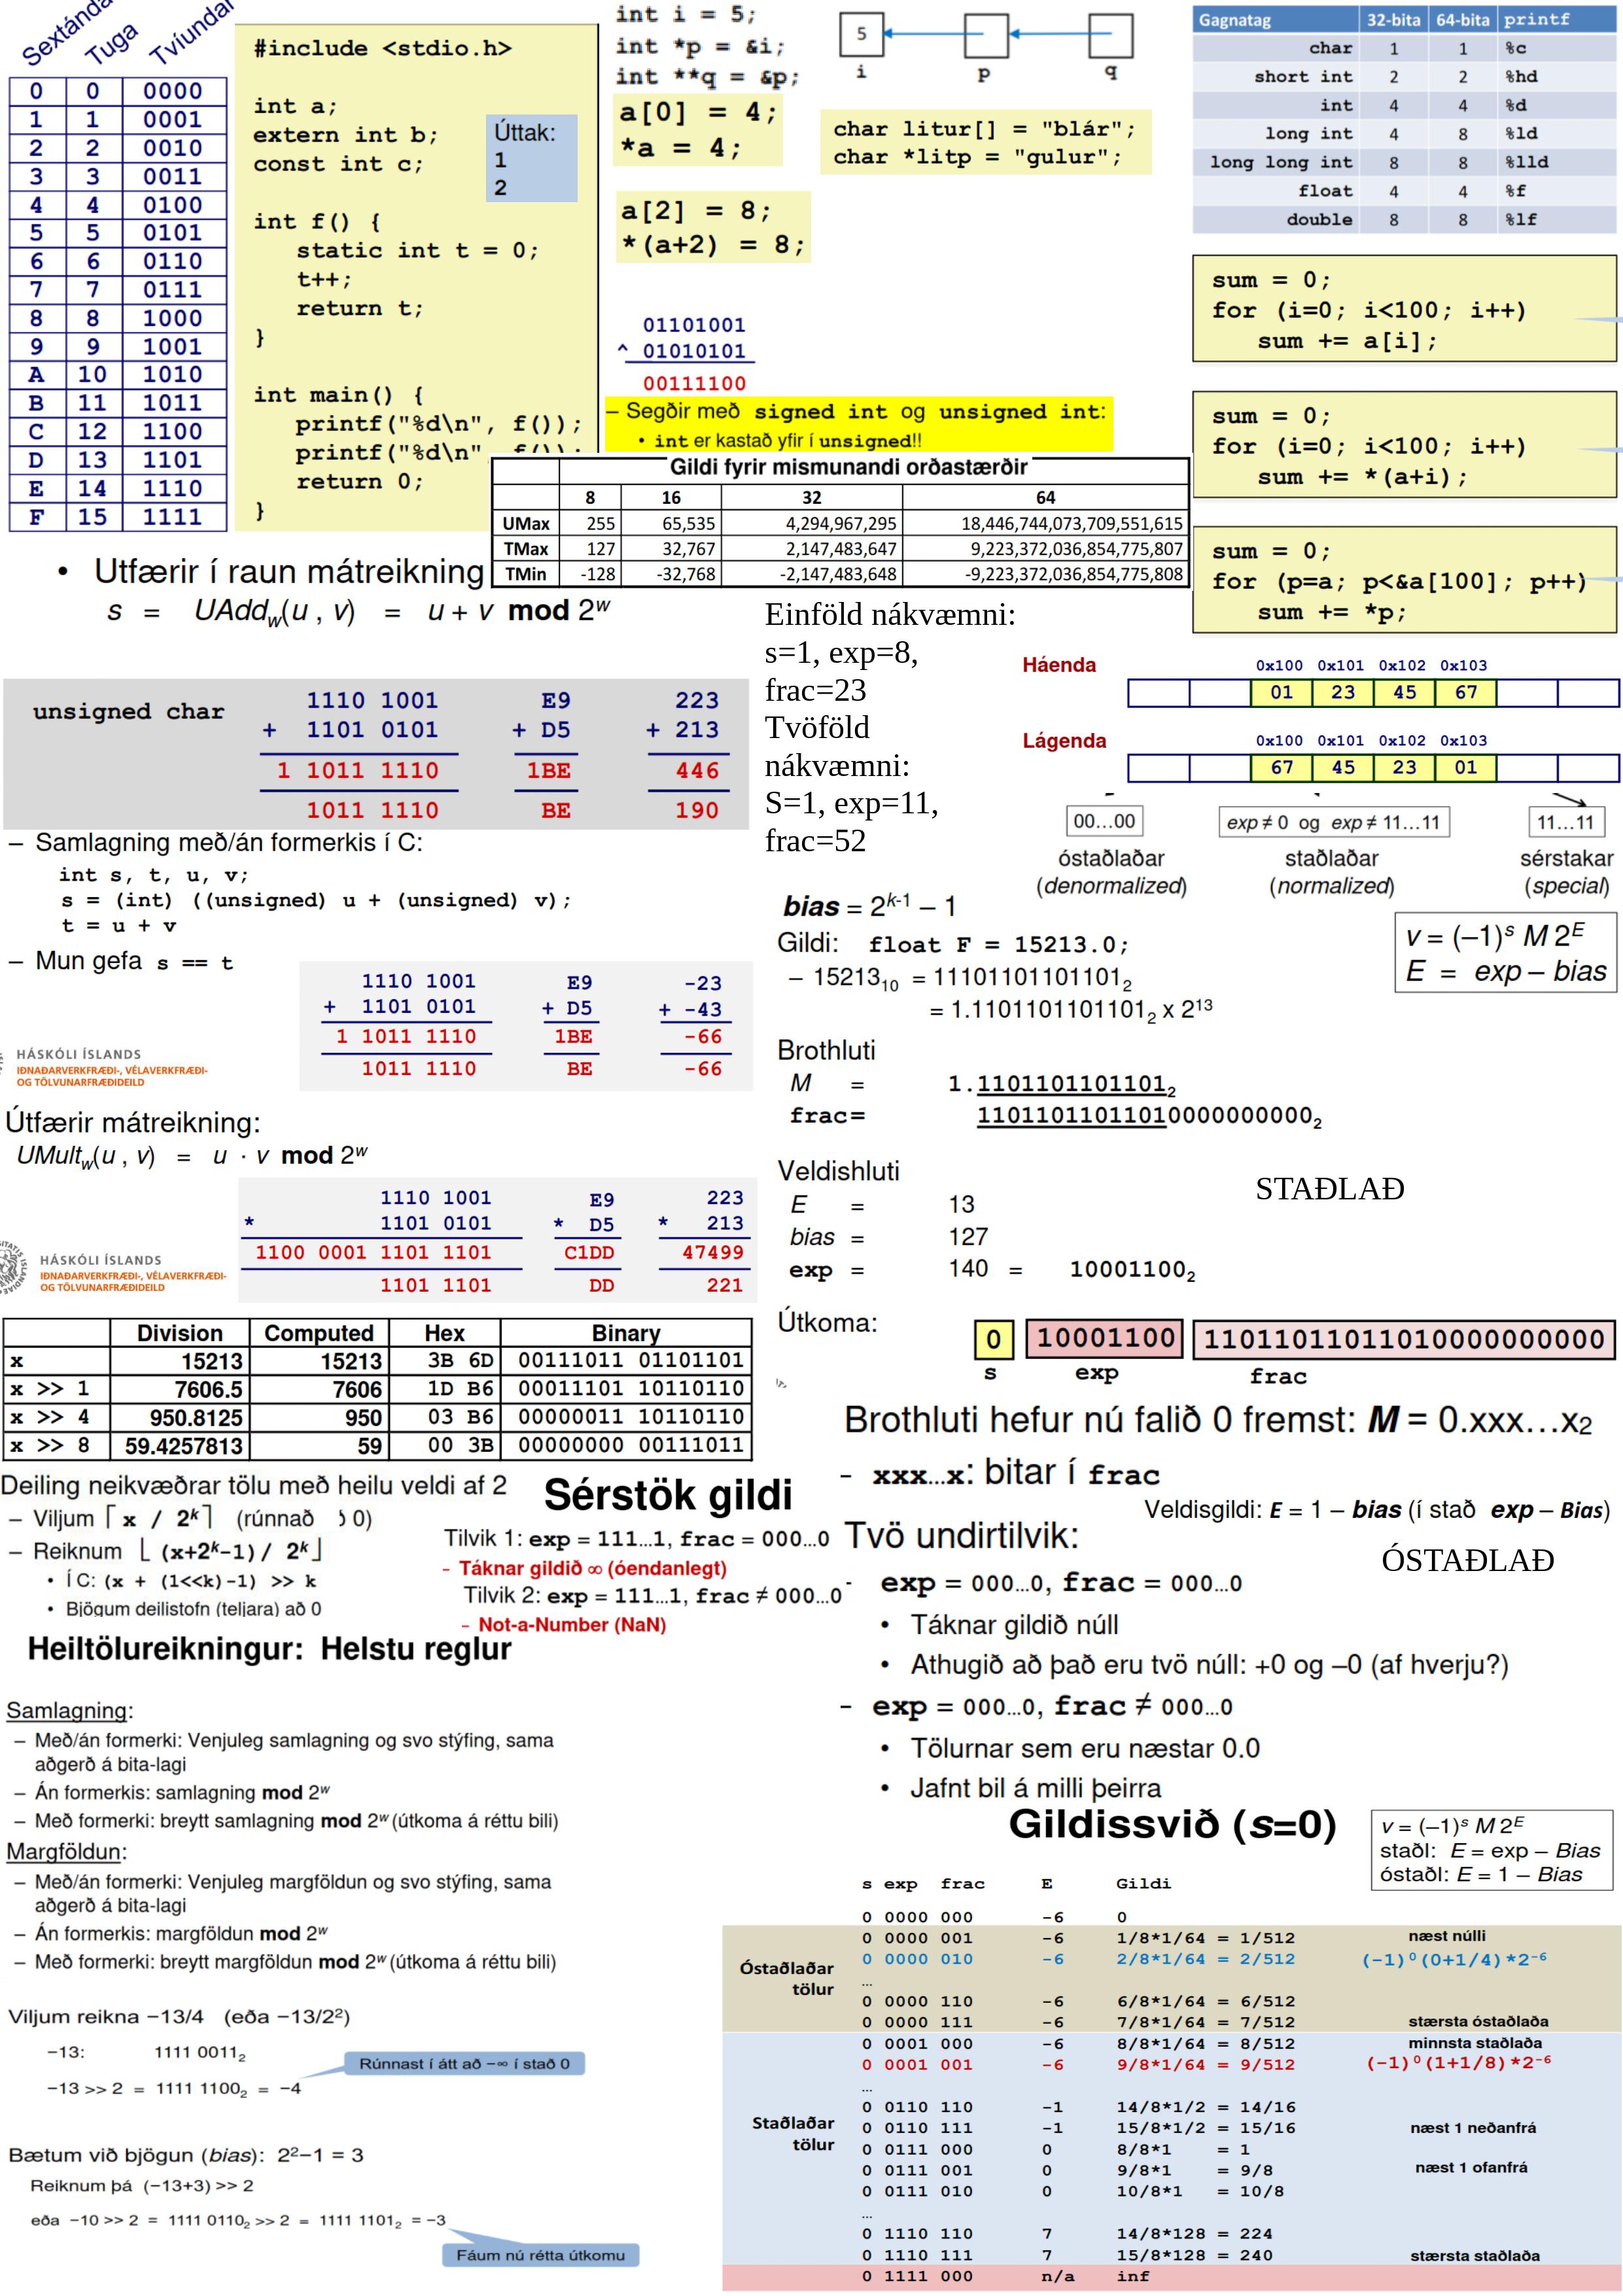 Sextánda
Tuga
Tvíundar
0 0 0000
1 1 0001
2 2 0010
3 3 0011
4 4 0100
5 5 0101
6 6 0110
7 7 0111
8 8 1000
9 9 1001
A 10 1010
B 11 1011
C 12 1100
D 13 1101
E 14 1110
F 15 1111
#include <stdio.h>
int a;
extern int b;
const int c;
int f() {
static int t = 0;
t++;
return t;
}
int main() {
printf("%d\n", f());
printf("%d\n", f());
return 0;
}
Úttak:
1
2
int i = 5;
int *p = &i;
int **q = &p;
5
i p q
a[0] = 4;
*a = 4;
char litur[] = "blár";
char *litp = "gulur";
a[2] = 8;
*(a+2) = 8;
01101001
^ 01010101
00111100
– Segðir með signed int og unsigned int:
• int er kastað yfir í unsigned!!
Gagnatag 32-bita 64-bita printf
char 1 1 %c
short int 2 2 %hd
int 4 4 %d
long int 4 8 %ld
long long int 8 8 %lld
float 4 4 %f
double 8 8 %lf
sum = 0;
for (i=0; i<100; i++)
sum += a[i];
sum = 0;
for (i=0; i<100; i++)
sum += *(a+i);
sum = 0;
for (p=a; p<&a[100]; p++)
sum += *p;
Gildi fyrir mismunandi orðastærðir
8 16 32 64
UMax 255 65,535 4,294,967,295 18,446,744,073,709,551,615
TMax 127 32,767 2,147,483,647 9,223,372,036,854,775,807
TMin -128 -32,768 -2,147,483,648 -9,223,372,036,854,775,808
• Utfærir í raun mátreikning
s = UAddw(u , v) = u + v mod 2^w
unsigned char
1110 1001 E9 223
+ 1101 0101 + D5 + 213
1 1011 1110 1BE 446
1011 1110 BE 190
– Samlagning með/án formerkis í C:
int s, t, u, v;
s = (int) ((unsigned) u + (unsigned) v);
t = u + v
– Mun gefa s == t
1110 1001 E9 -23
+ 1101 0101 + D5 + -43
1 1011 1110 1BE -66
1011 1110 BE -66
HÁSKÓLI ÍSLANDS
IÐNAÐARVERKFRÆÐI-, VÉLAVERKFRÆÐI-
OG TÖLVUNARFRÆÐIDEILD
Útfærir mátreikning:
UMultw(u , v) = u · v mod 2^w
1110 1001 E9 223
* 1101 0101 * D5 * 213
1100 0001 1101 1101 C1DD 47499
1101 1101 DD 221
HÁSKÓLI ÍSLANDS
IÐNAÐARVERKFRÆÐI-, VÉLAVERKFRÆÐI-
OG TÖLVUNARFRÆÐIDEILD
Division Computed Hex Binary
x 15213 15213 3B 6D 00111011 01101101
x >> 1 7606.5 7606 1D B6 00011101 10110110
x >> 4 950.8125 950 03 B6 00000011 10110110
x >> 8 59.4257813 59 00 3B 00000000 00111011
Deiling neikvæðrar tölu með heilu veldi af 2
– Viljum ⌈ x / 2^k ⌉ (rúnnað 0)
– Reiknum ⌊ (x+2^k-1)/ 2^k ⌋
• Í C: (x + (1<<k)-1) >> k
• Bjögum deilistofn (teljara) að 0
Sérstök gildi
Tilvik 1: exp = 111…1, frac = 000…0
– Táknar gildið ∞ (óendanlegt)
Tilvik 2: exp = 111…1, frac ≠ 000…0
– Not-a-Number (NaN)
Heiltölureikningur: Helstu reglur
Samlagning:
– Með/án formerki: Venjuleg samlagning og svo stýfing, sama
aðgerð á bita-lagi
– Án formerkis: samlagning mod 2^w
– Með formerki: breytt samlagning mod 2^w (útkoma á réttu bili)
Margföldun:
– Með/án formerki: Venjuleg margföldun og svo stýfing, sama
aðgerð á bita-lagi
– Án formerkis: margföldun mod 2^w
– Með formerki: breytt margföldun mod 2^w (útkoma á réttu bili)
Viljum reikna −13/4 (eða −13/2²)
−13: 1111 0011₂
−13 >> 2 = 1111 1100₂ = −4
Rúnnast í átt að −∞ í stað 0
Bætum við bjögun (bias): 2²−1 = 3
Reiknum þá (−13+3) >> 2
eða −10 >> 2 = 1111 0110₂ >> 2 = 1111 1101₂ = −3
Fáum nú rétta útkomu
Einföld nákvæmni:
s=1, exp=8,
frac=23
Tvöföld
nákvæmni:
S=1, exp=11,
frac=52
Háenda
0x100 0x101 0x102 0x103
01 23 45 67
Lágenda
0x100 0x101 0x102 0x103
67 45 23 01
00…00
exp ≠ 0 og exp ≠ 11…11
11…11
óstaðlaðar staðlaðar sérstakar
(denormalized) (normalized) (special)
bias = 2^k-1 – 1
v = (–1)^s M 2^E
E = exp – bias
Gildi: float F = 15213.0;
– 15213₁₀ = 11101101101101₂
= 1.1101101101101₂ x 2¹³
Brothluti
M = 1.1101101101101₂
frac= 11011011011010000000000₂
Veldishluti
STAÐLAÐ
E = 13
bias = 127
exp = 140 = 10001100₂
Útkoma:
0 10001100 11011011011010000000000
s exp frac
Brothluti hefur nú falið 0 fremst: M = 0.xxx…x₂
– xxx…x: bitar í frac
Veldisgildi: E = 1 – bias (í stað exp – Bias)
Tvö undirtilvik:
ÓSTAÐLAÐ
- exp = 000…0, frac = 000…0
• Táknar gildið núll
• Athugið að það eru tvö núll: +0 og –0 (af hverju?)
– exp = 000…0, frac ≠ 000…0
• Tölurnar sem eru næstar 0.0
• Jafnt bil á milli þeirra
Gildissvið (s=0)
v = (–1)^s M 2^E
staðl: E = exp – Bias
óstaðl: E = 1 – Bias
s exp frac E Gildi
0 0000 000 -6 0
0 0000 001 -6 1/8*1/64 = 1/512 næst núlli
0 0000 010 -6 2/8*1/64 = 2/512 (-1)⁰(0+1/4)*2⁻⁶
Óstaðlaðar
tölur
…
0 0000 110 -6 6/8*1/64 = 6/512
0 0000 111 -6 7/8*1/64 = 7/512 stærsta óstaðlaða
0 0001 000 -6 8/8*1/64 = 8/512 minnsta staðlaða
0 0001 001 -6 9/8*1/64 = 9/512 (-1)⁰(1+1/8)*2⁻⁶
…
0 0110 110 -1 14/8*1/2 = 14/16
Staðlaðar
tölur
0 0110 111 -1 15/8*1/2 = 15/16 næst 1 neðanfrá
0 0111 000 0 8/8*1 = 1
0 0111 001 0 9/8*1 = 9/8 næst 1 ofanfrá
0 0111 010 0 10/8*1 = 10/8
…
0 1110 110 7 14/8*128 = 224
0 1110 111 7 15/8*128 = 240 stærsta staðlaða
0 1111 000 n/a inf